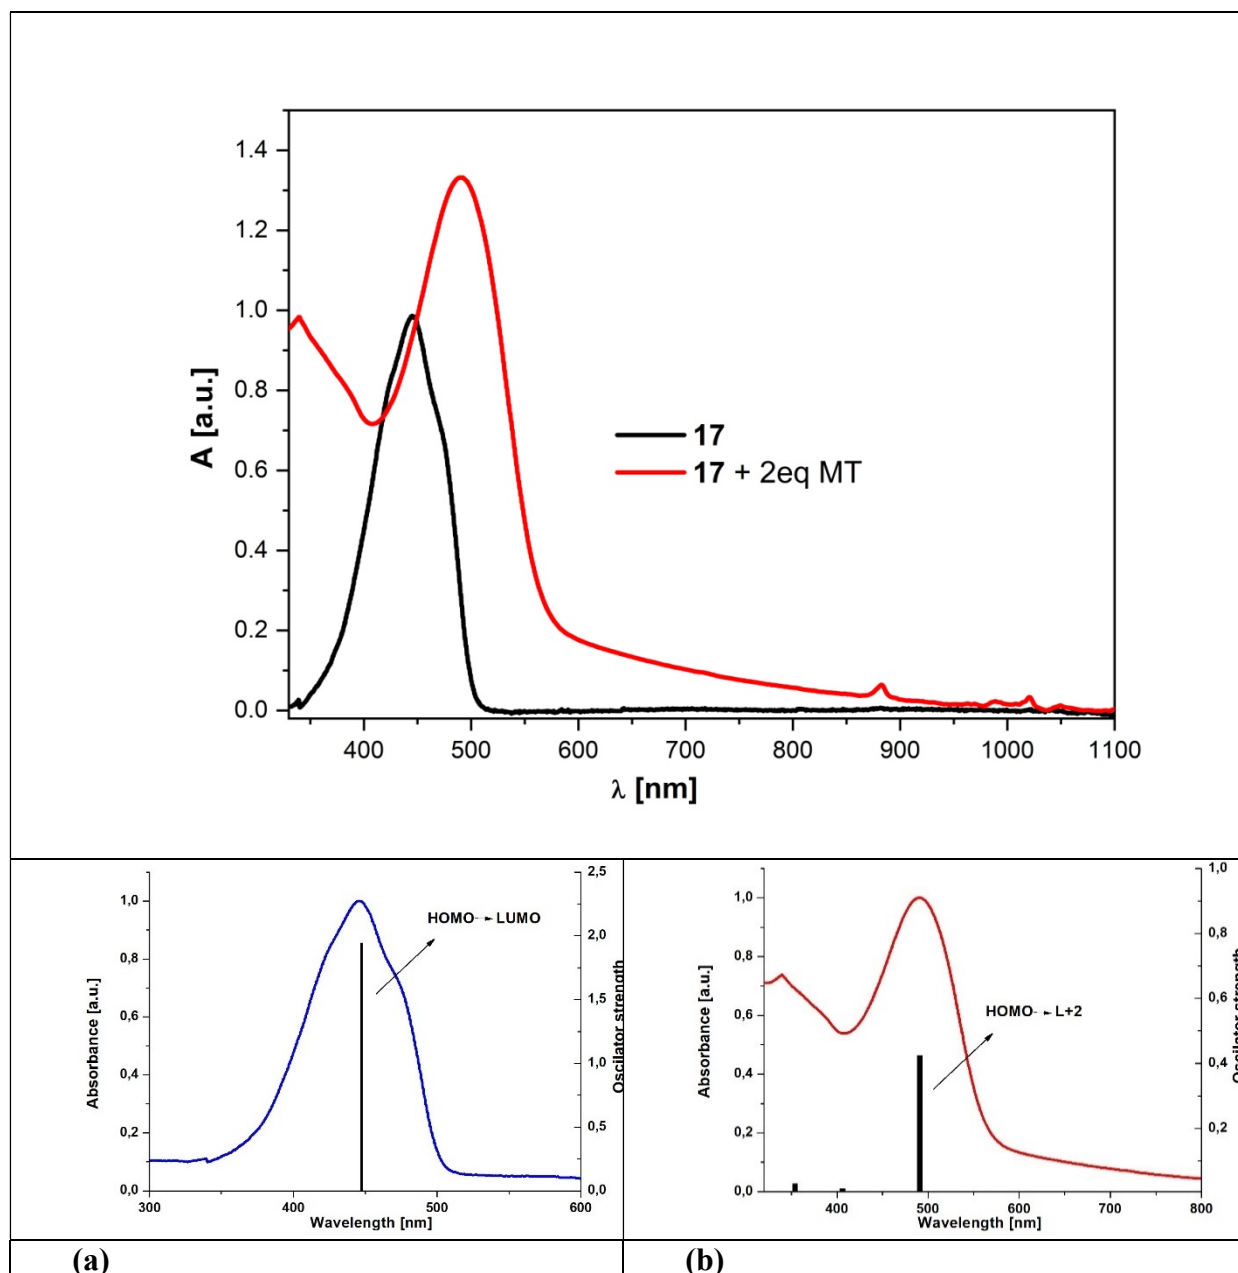 A [a.u.]
1.4
1.2
1.0
0.8
0.6
0.4
0.2
0.0
17
17 + 2eq MT
400 500 600 700 800 900 1000 1100
λ [nm]
Absorbance [a.u.]
1,0
0,8
0,6
0,4
0,2
0,0
HOMO → LUMO
2,5
2,0
1,5
1,0
0,5
0,0
Oscilator strength
300 400 500 600
Wavelength [nm]
Absorbance [a.u.]
1,0
0,8
0,6
0,4
0,2
0,0
HOMO → L+2
1,0
0,8
0,6
0,4
0,2
Oscilator strength
400 500 600 700 800
Wavelength [nm]
(a)
(b)